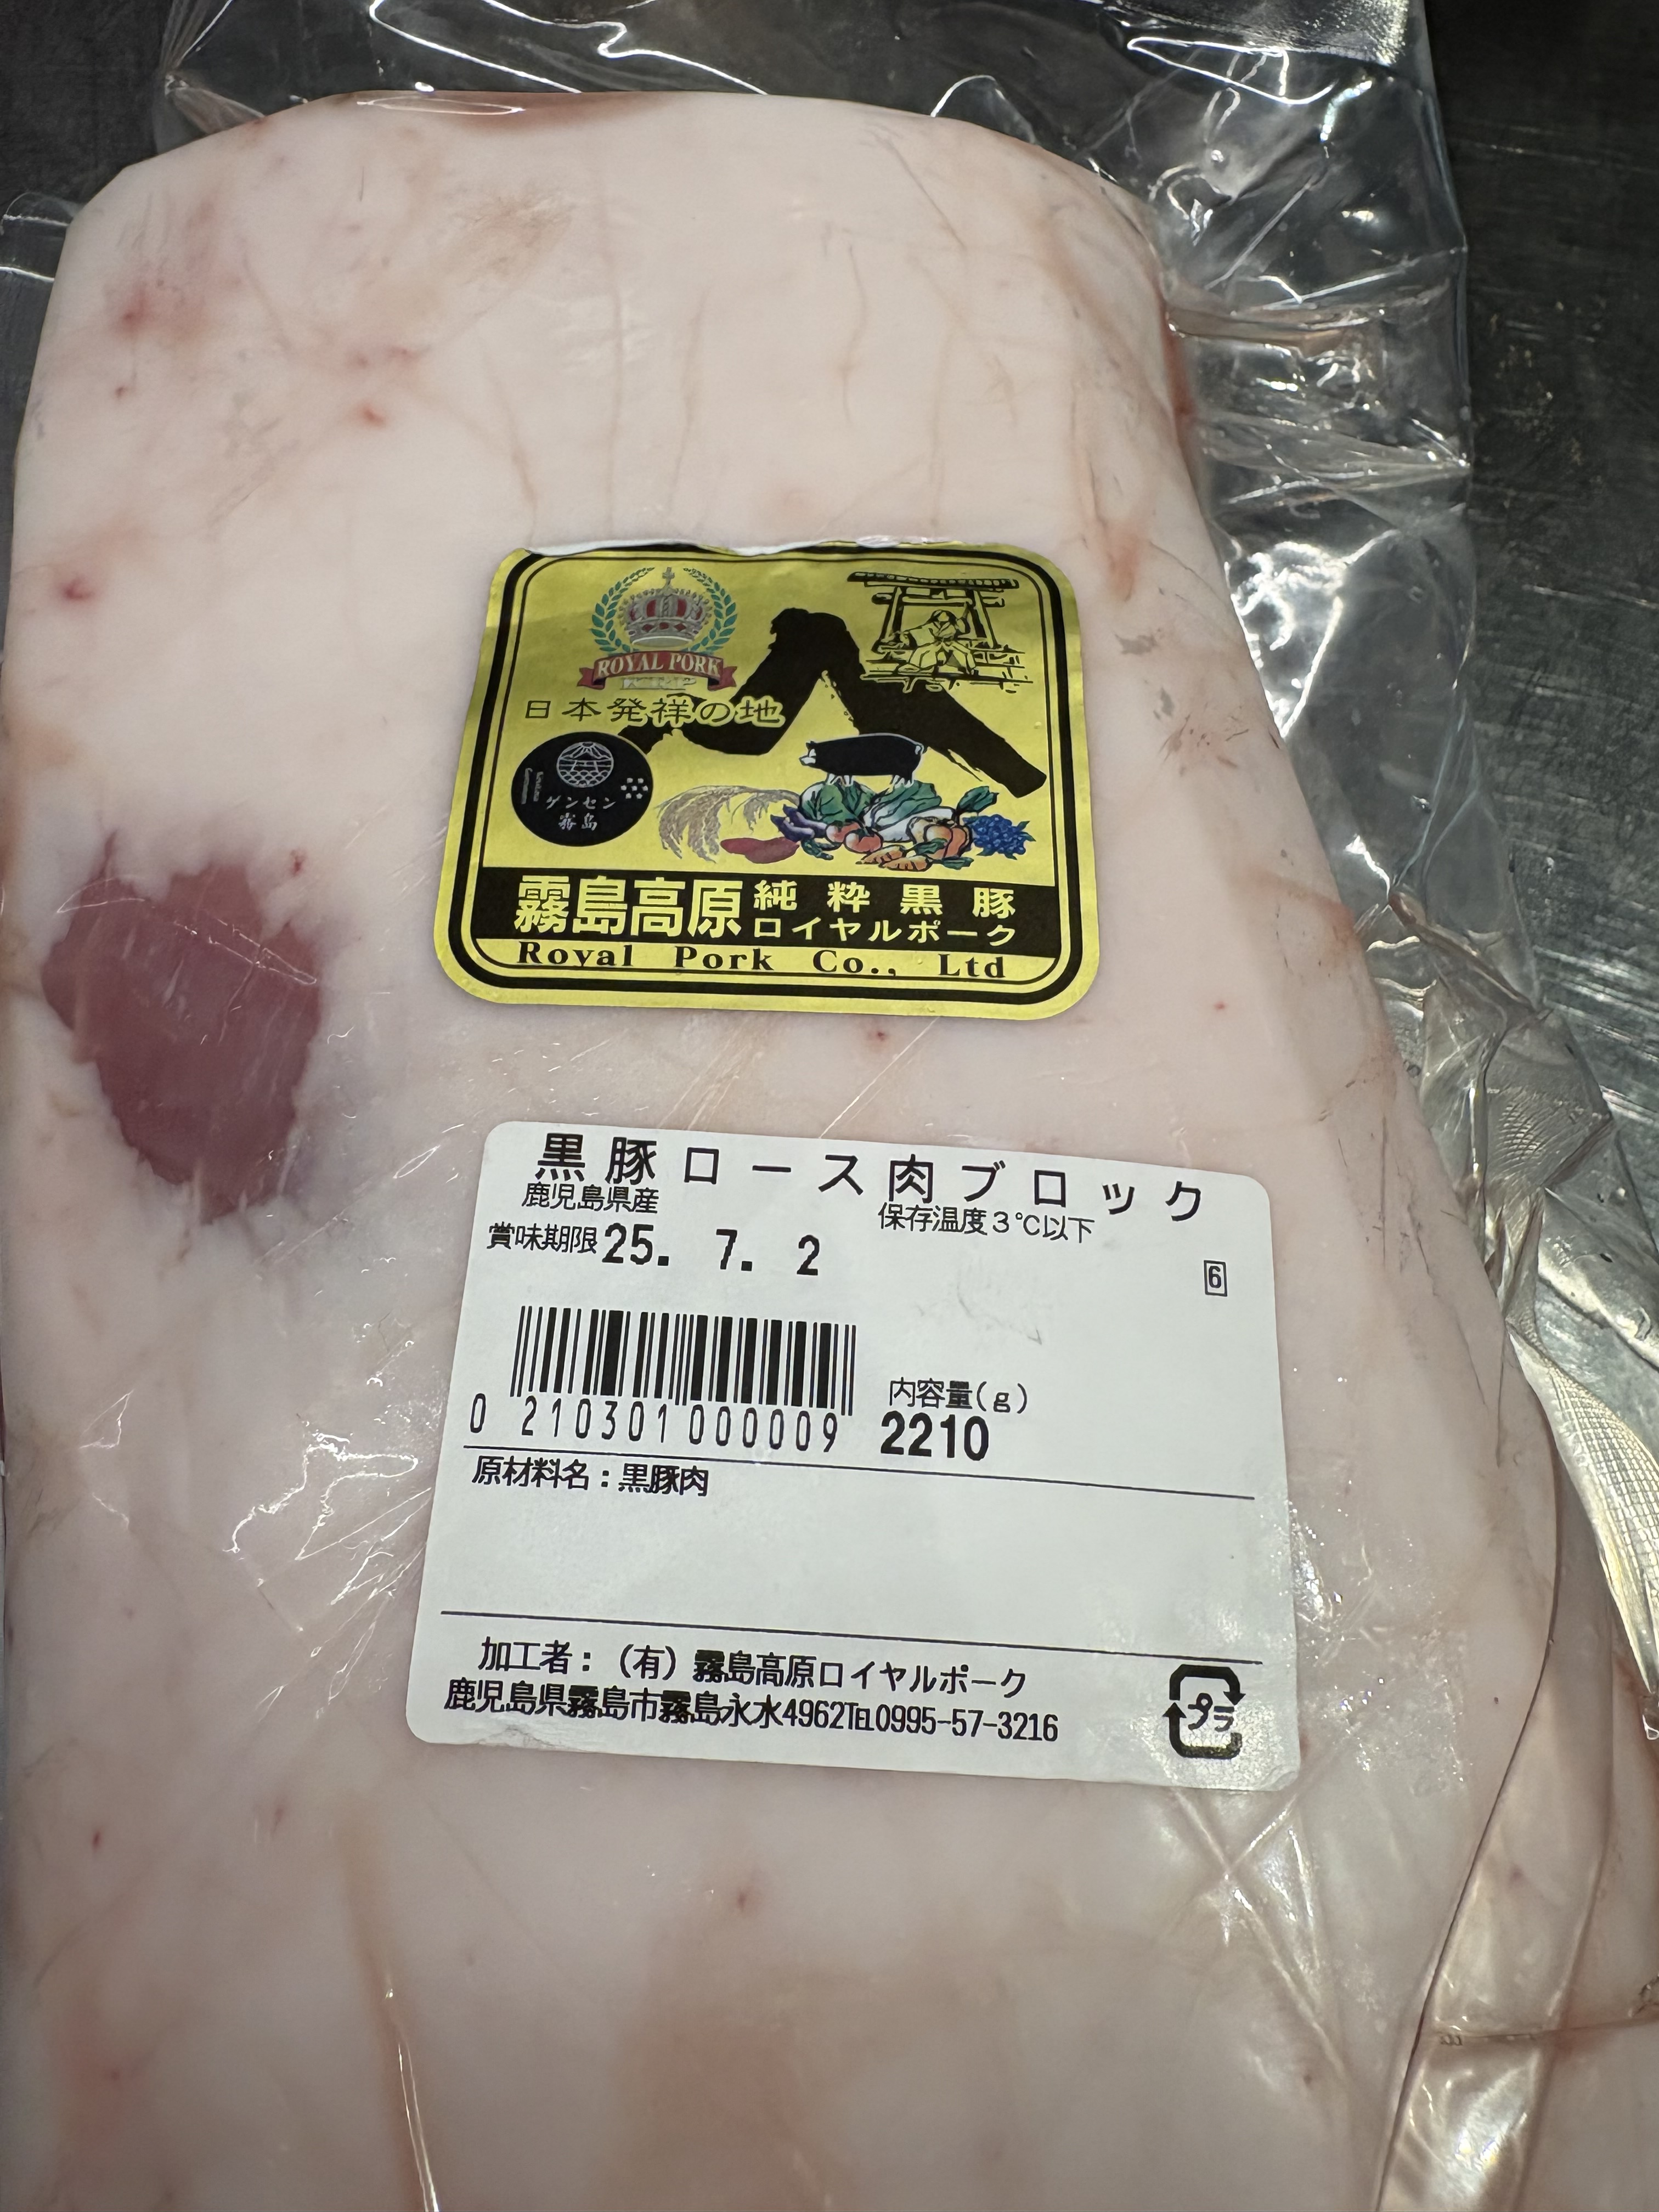 ROYAL PORK
KRP
日本発祥の地
ゲンセン
霧島
霧島高原 純粋黒豚
ロイヤルポーク
Royal Pork Co., Ltd
黒豚ロース肉ブロック
鹿児島県産 保存温度3℃以下
賞味期限 25. 7. 2
6
0 210301 000009
内容量(g)
2210
原材料名:黒豚肉
加工者:(有)霧島高原ロイヤルポーク
鹿児島県霧島市霧島永水4962℡0995-57-3216
プラ